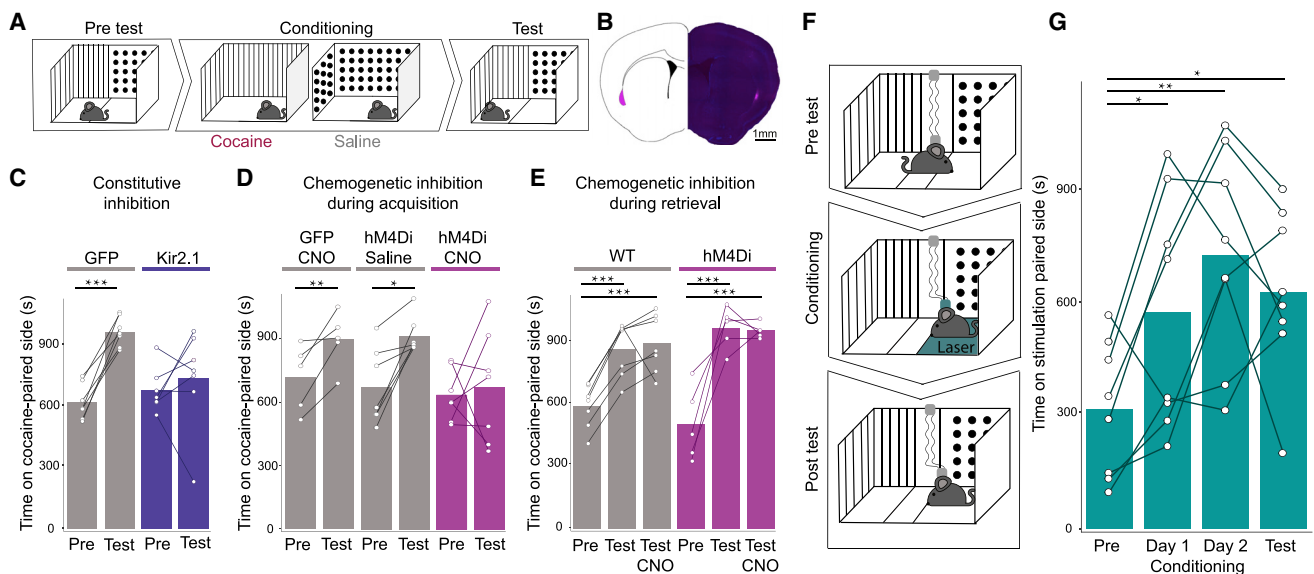 A
Pre test
Conditioning
Test
Cocaine
Saline
B
1mm
C
Constitutive
inhibition
GFP
Kir2.1
***
Time on cocaine-paired side (s)
900
600
300
0
Pre Test Pre Test
D
Chemogenetic inhibition
during acquisition
GFP
CNO
hM4Di
Saline
hM4Di
CNO
**
*
Time on cocaine-paired side (s)
900
600
300
0
Pre Test Pre Test Pre Test
E
Chemogenetic inhibition
during retrieval
WT
hM4Di
***
***
***
***
Time on cocaine-paired side (s)
900
600
300
0
Pre Test Test Pre Test Test
CNO CNO
F
Pre test
Conditioning
Laser
Post test
G
*
**
*
Time on stimulation paired side (s)
900
600
300
0
Pre Day 1 Day 2 Test
Conditioning